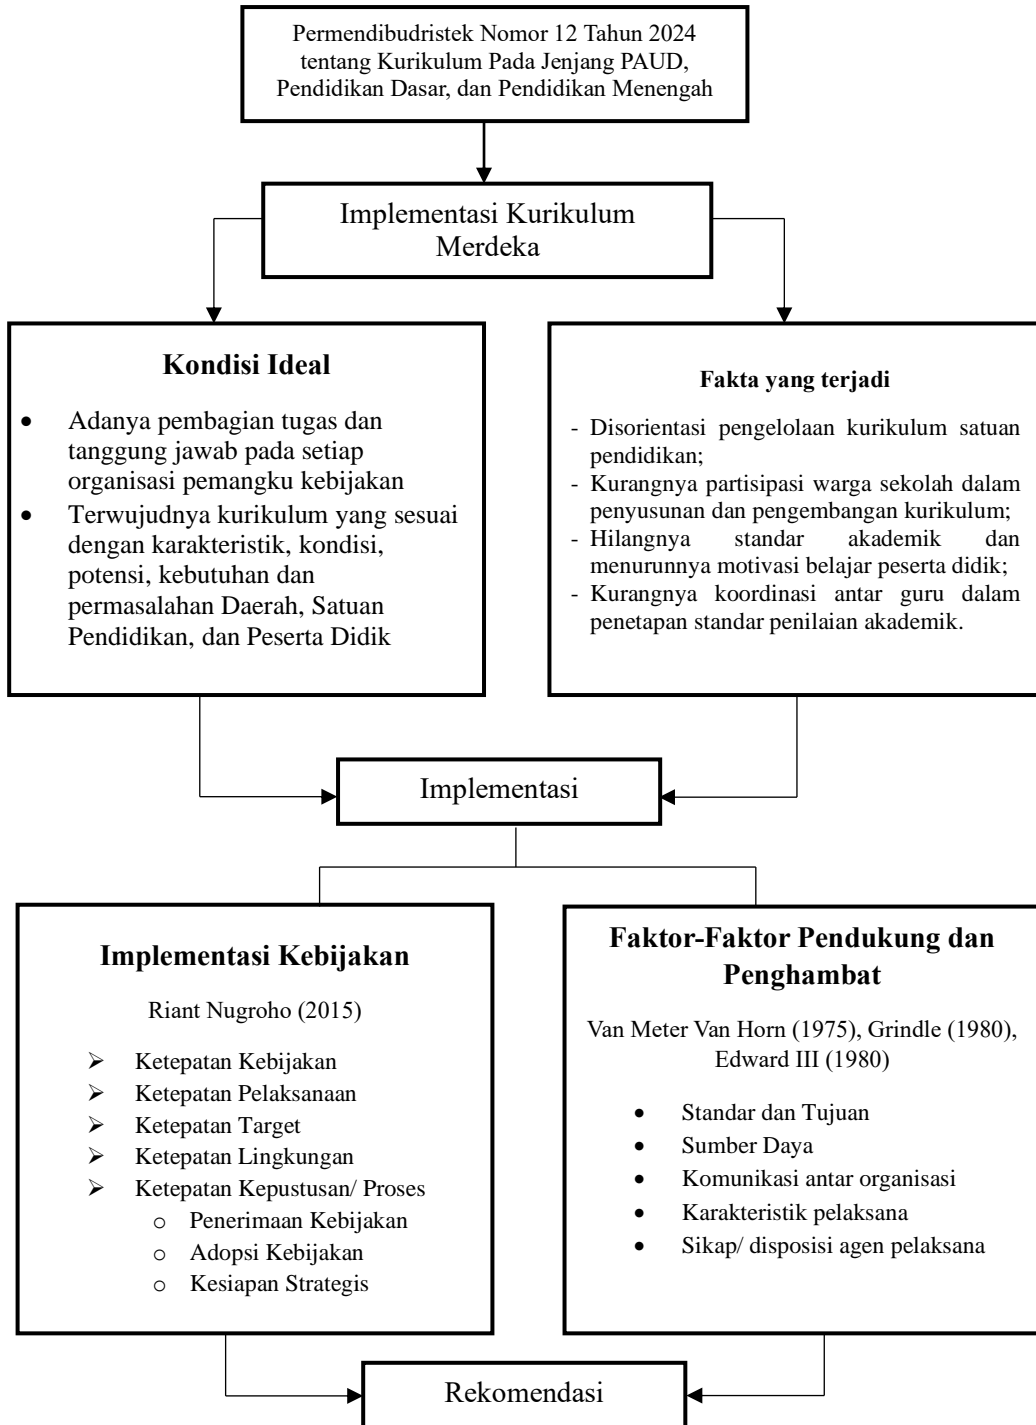 Permendibudristek Nomor 12 Tahun 2024
tentang Kurikulum Pada Jenjang PAUD,
Pendidikan Dasar, dan Pendidikan Menengah
Implementasi Kurikulum
Merdeka
Kondisi Ideal
• Adanya pembagian tugas dan
tanggung jawab pada setiap
organisasi pemangku kebijakan
• Terwujudnya kurikulum yang sesuai
dengan karakteristik, kondisi,
potensi, kebutuhan dan
permasalahan Daerah, Satuan
Pendidikan, dan Peserta Didik
Fakta yang terjadi
- Disorientasi pengelolaan kurikulum satuan
pendidikan;
- Kurangnya partisipasi warga sekolah dalam
penyusunan dan pengembangan kurikulum;
- Hilangnya standar akademik dan
menurunnya motivasi belajar peserta didik;
- Kurangnya koordinasi antar guru dalam
penetapan standar penilaian akademik.
Implementasi
Implementasi Kebijakan
Riant Nugroho (2015)
➢ Ketepatan Kebijakan
➢ Ketepatan Pelaksanaan
➢ Ketepatan Target
➢ Ketepatan Lingkungan
➢ Ketepatan Kepustusan/ Proses
o Penerimaan Kebijakan
o Adopsi Kebijakan
o Kesiapan Strategis
Faktor-Faktor Pendukung dan
Penghambat
Van Meter Van Horn (1975), Grindle (1980),
Edward III (1980)
• Standar dan Tujuan
• Sumber Daya
• Komunikasi antar organisasi
• Karakteristik pelaksana
• Sikap/ disposisi agen pelaksana
Rekomendasi